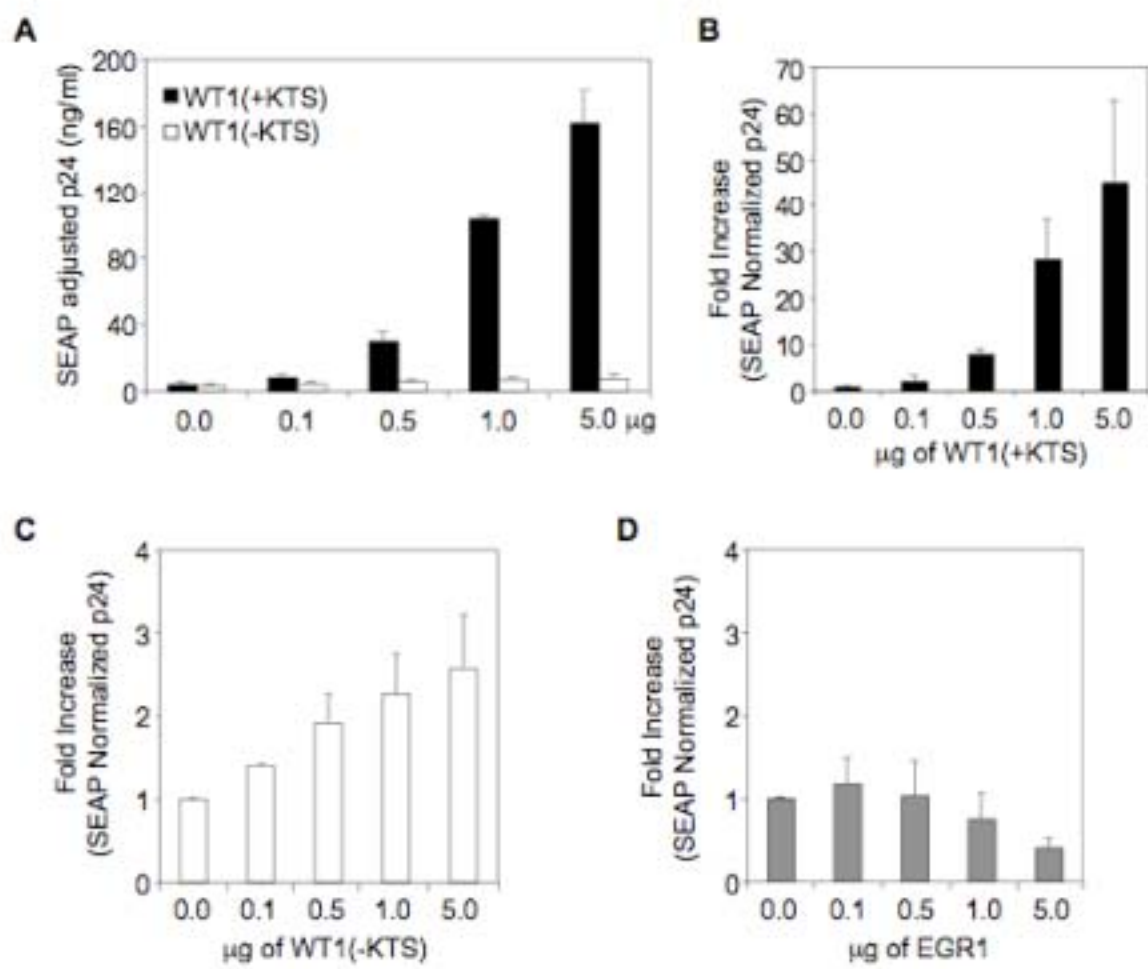 A
SEAP adjusted p24 (ng/ml)
200
160
120
80
40
0
WT1(+KTS)
WT1(-KTS)
0.0 0.1 0.5 1.0 5.0 µg
B
Fold Increase
(SEAP Normalized p24)
70
60
50
40
30
20
10
0
0.0 0.1 0.5 1.0 5.0
µg of WT1(+KTS)
C
Fold Increase
(SEAP Normalized p24)
4
3
2
1
0
0.0 0.1 0.5 1.0 5.0
µg of WT1(-KTS)
D
Fold Increase
(SEAP Normalized p24)
4
3
2
1
0
0.0 0.1 0.5 1.0 5.0
µg of EGR1